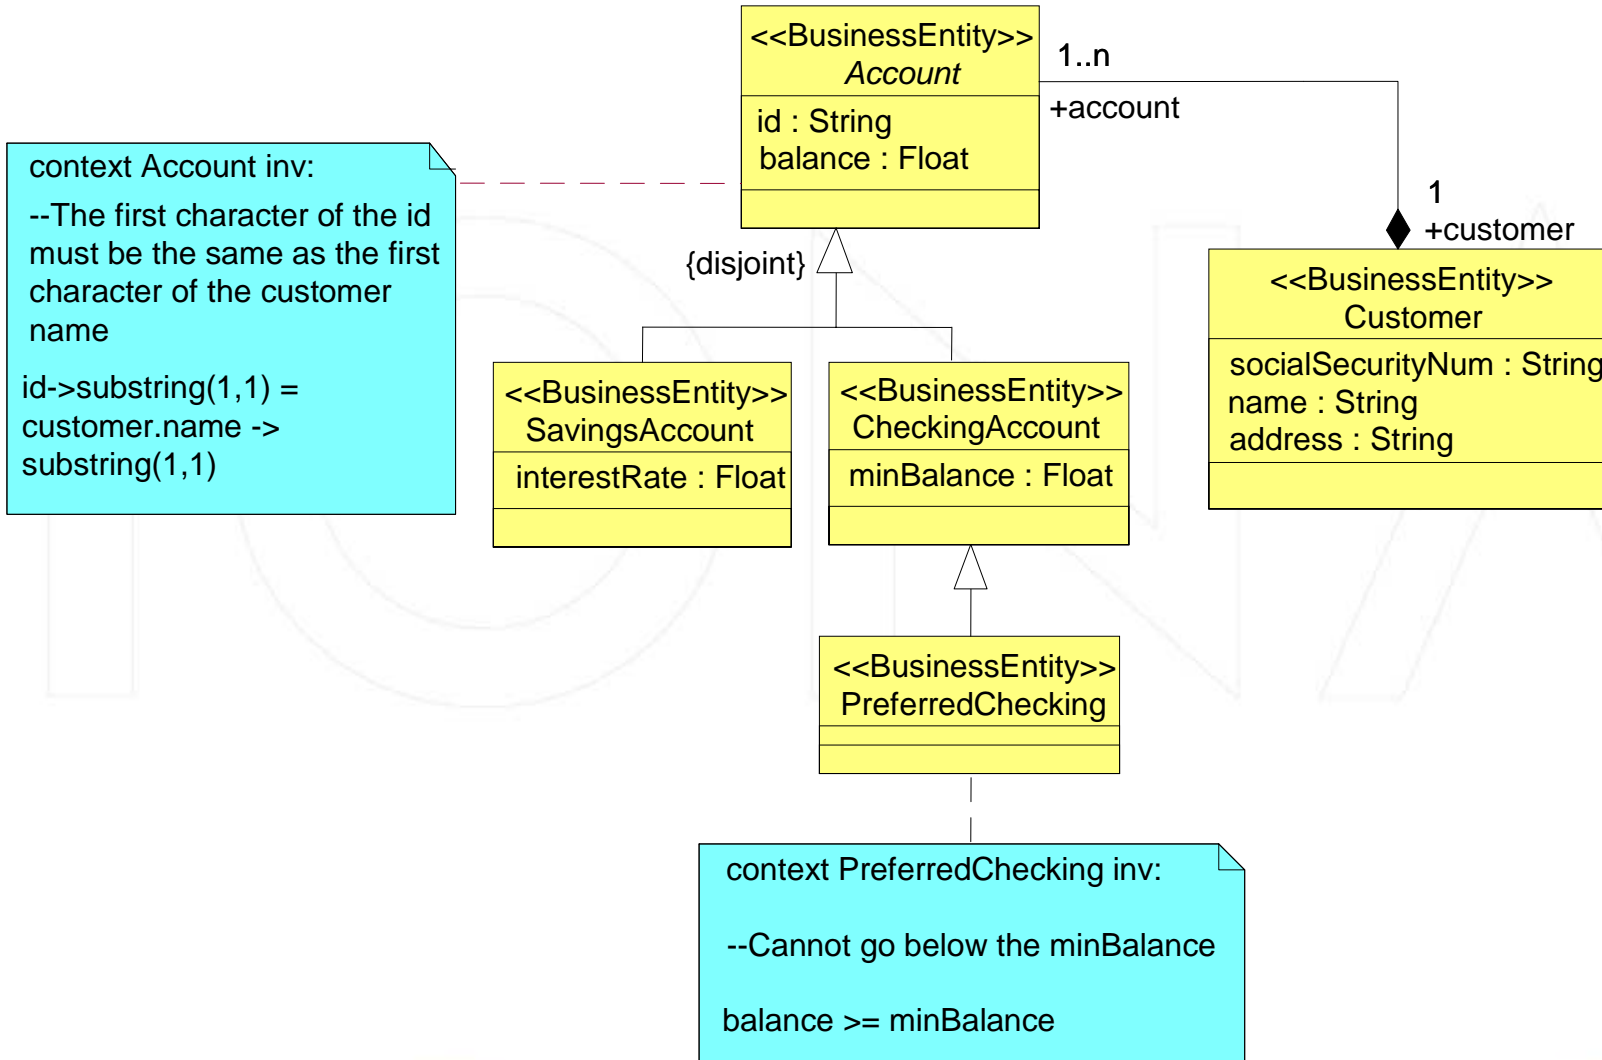 <<BusinessEntity>>
Account
id : String
balance : Float
1..n
+account
1
+customer
<<BusinessEntity>>
Customer
socialSecurityNum : String
name : String
address : String
context Account inv:
--The first character of the id
must be the same as the first
character of the customer
name
id->substring(1,1) =
customer.name ->
substring(1,1)
{disjoint}
<<BusinessEntity>>
SavingsAccount
interestRate : Float
<<BusinessEntity>>
CheckingAccount
minBalance : Float
<<BusinessEntity>>
PreferredChecking
context PreferredChecking inv:
--Cannot go below the minBalance
balance >= minBalance